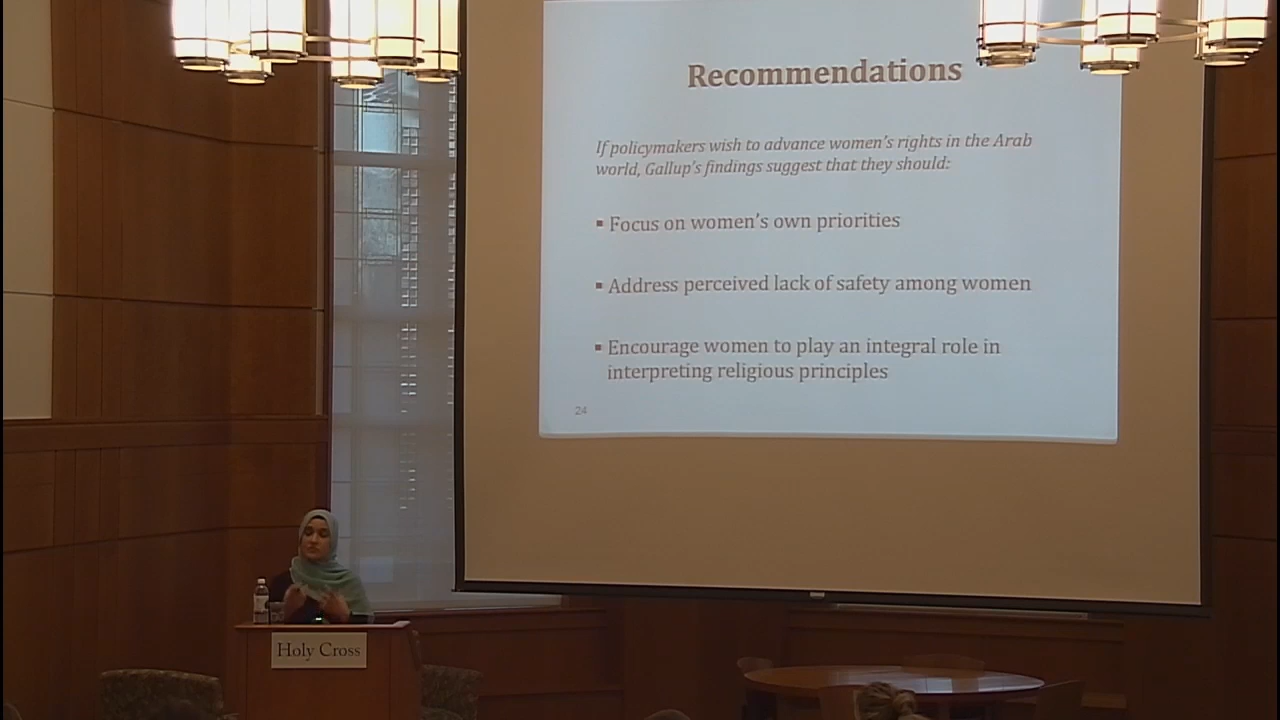 Recommendations
If policymakers wish to advance women's rights in the Arab
world, Gallup's findings suggest that they should:
▪ Focus on women's own priorities
▪ Address perceived lack of safety among women
▪ Encourage women to play an integral role in
interpreting religious principles
24
Holy Cross